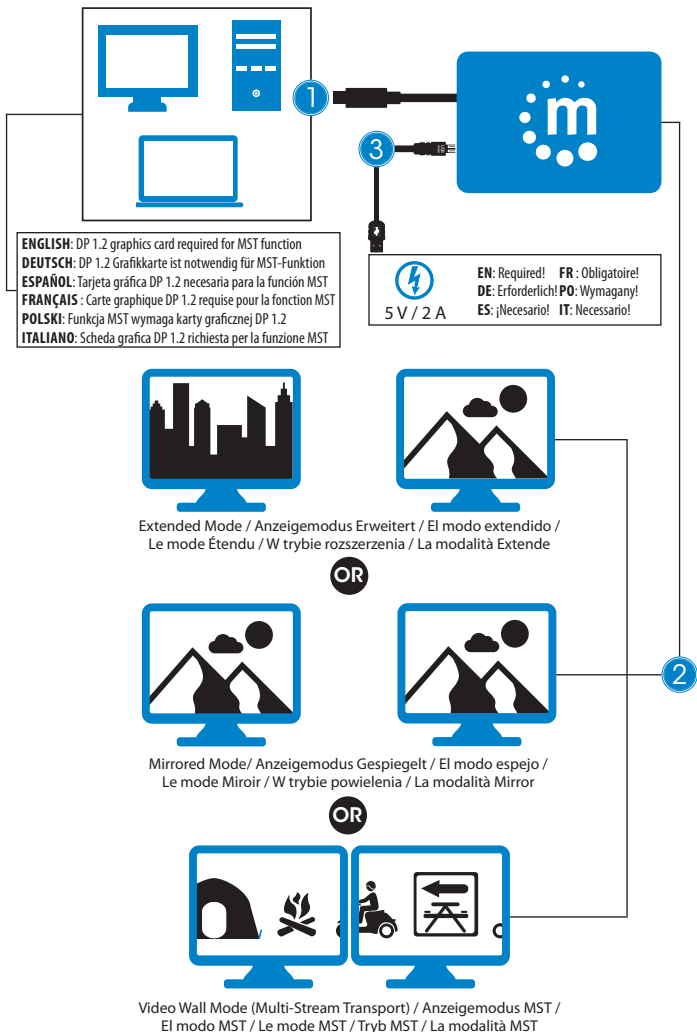 1
m
3
ENGLISH: DP 1.2 graphics card required for MST function
DEUTSCH: DP 1.2 Grafikkarte ist notwendig für MST-Funktion
ESPAÑOL: Tarjeta gráfica DP 1.2 necesaria para la función MST
FRANÇAIS : Carte graphique DP 1.2 requise pour la fonction MST
POLSKI: Funkcja MST wymaga karty graficznej DP 1.2
ITALIANO: Scheda grafica DP 1.2 richiesta per la funzione MST
5 V / 2 A
EN: Required! FR : Obligatoire!
DE: Erforderlich! PO: Wymagany!
ES: ¡Necesario! IT: Necessario!
Extended Mode / Anzeigemodus Erweitert / El modo extendido /
Le mode Étendu / W trybie rozszerzenia / La modalità Extende
OR
2
Mirrored Mode/ Anzeigemodus Gespiegelt / El modo espejo /
Le mode Miroir / W trybie powielenia / La modalità Mirror
OR
Video Wall Mode (Multi-Stream Transport) / Anzeigemodus MST /
El modo MST / Le mode MST / Tryb MST / La modalità MST